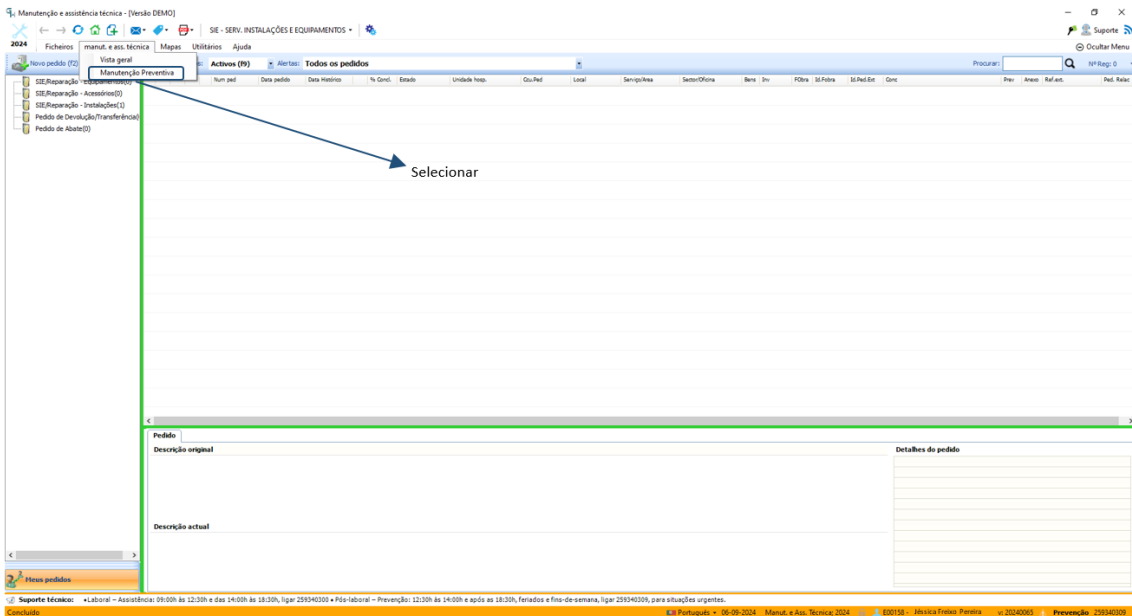 Manutenção e assistência técnica - [Versão DEMO]
SIE - SERV. INSTALAÇÕES E EQUIPAMENTOS
Suporte
2024 Ficheiros manut. e ass. técnica Mapas Utilitários Ajuda
Ocultar Menu
Novo pedido (F2)
Vista geral
Manutenção Preventiva
Activos (F9) Alertas: Todos os pedidos
Procurar: Nº Reg: 0
Num ped Data pedido Data Histórico % Concl. Estado Unidade hosp. Qtu.Ped Local Serviço/Area Sector/Oficina Bens Inv FObra Id.Fobra Id.Ped.Ext Conc Prev Anexo Ref.ext. Ped. Relac
SIE/Reparação - Equipamentos(0)
SIE/Reparação - Acessórios(0)
SIE/Reparação - Instalações(1)
Pedido de Devolução/Transferência(
Pedido de Abate(0)
Selecionar
Pedido
Descrição original
Detalhes do pedido
Descrição actual
Meus pedidos
Suporte técnico: •Laboral – Assistência: 09:00h às 12:30h e das 14:00h às 18:30h, ligar 259340300 • Pós-laboral – Prevenção: 12:30h às 14:00h e após as 18:30h, feriados e fins-de-semana, ligar 259340309, para situações urgentes.
Concluído
Português 06-09-2024 Manut. e Ass. Técnica; 2024 E00158 - Jéssica Freixo Pereira v: 20240065 Prevenção 259340309